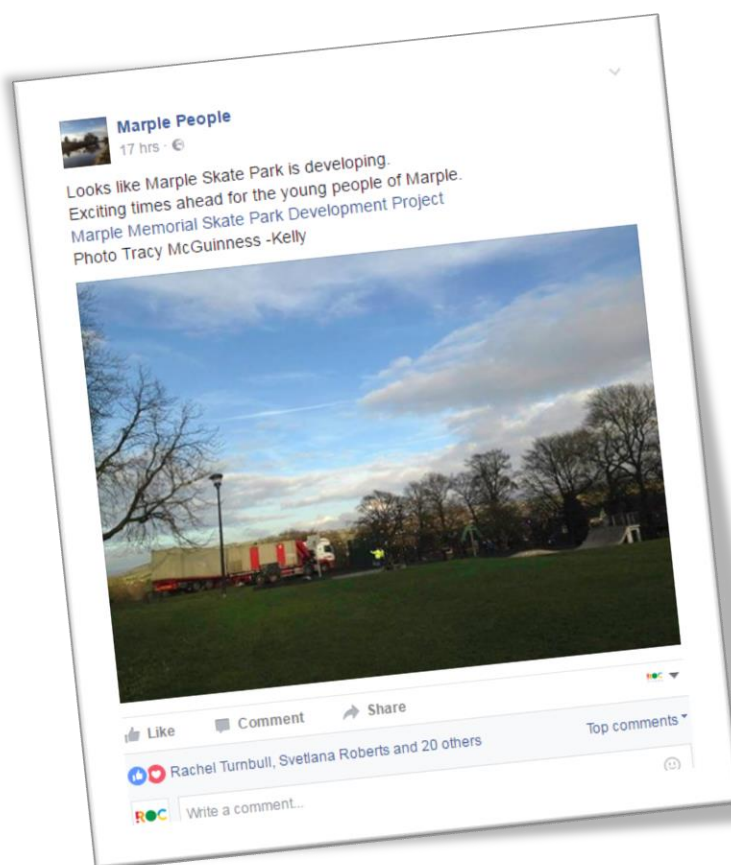 Marple People
17 hrs ·
Looks like Marple Skate Park is developing.
Exciting times ahead for the young people of Marple.
Marple Memorial Skate Park Development Project
Photo Tracy McGuinness -Kelly
Like Comment Share
ROC
Rachel Turnbull, Svetlana Roberts and 20 others
Top comments
ROC
Write a comment...